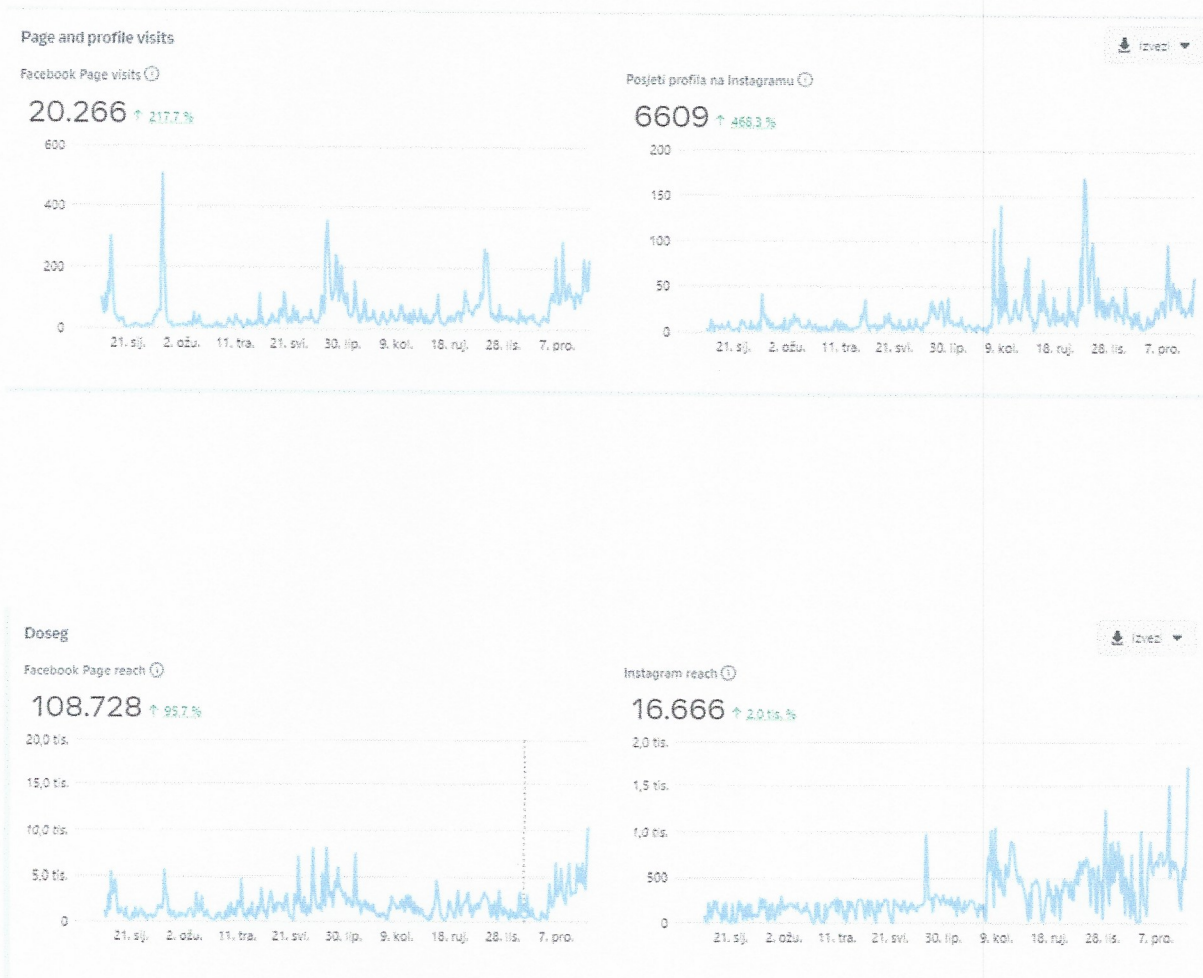 Page and profile visits
Izvezi
Facebook Page visits
20.266 ↑ 217.7 %
600
400
200
0
21. sij. 2. ožu. 11. tra. 21. svi. 30. lip. 9. kol. 18. ruj. 28. lis. 7. pro.
Posjeti profila na Instagramu
6609 ↑ 468.3 %
200
150
100
50
0
21. sij. 2. ožu. 11. tra. 21. svi. 30. lip. 9. kol. 18. ruj. 28. lis. 7. pro.
Doseg
Izvezi
Facebook Page reach
108.728 ↑ 95.7 %
20,0 tis.
15,0 tis.
10,0 tis.
5,0 tis.
0
21. sij. 2. ožu. 11. tra. 21. svi. 30. lip. 9. kol. 18. ruj. 28. lis. 7. pro.
Instagram reach
16.666 ↑ 2.0 tis. %
2,0 tis.
1,5 tis.
1,0 tis.
500
0
21. sij. 2. ožu. 11. tra. 21. svi. 30. lip. 9. kol. 18. ruj. 28. lis. 7. pro.